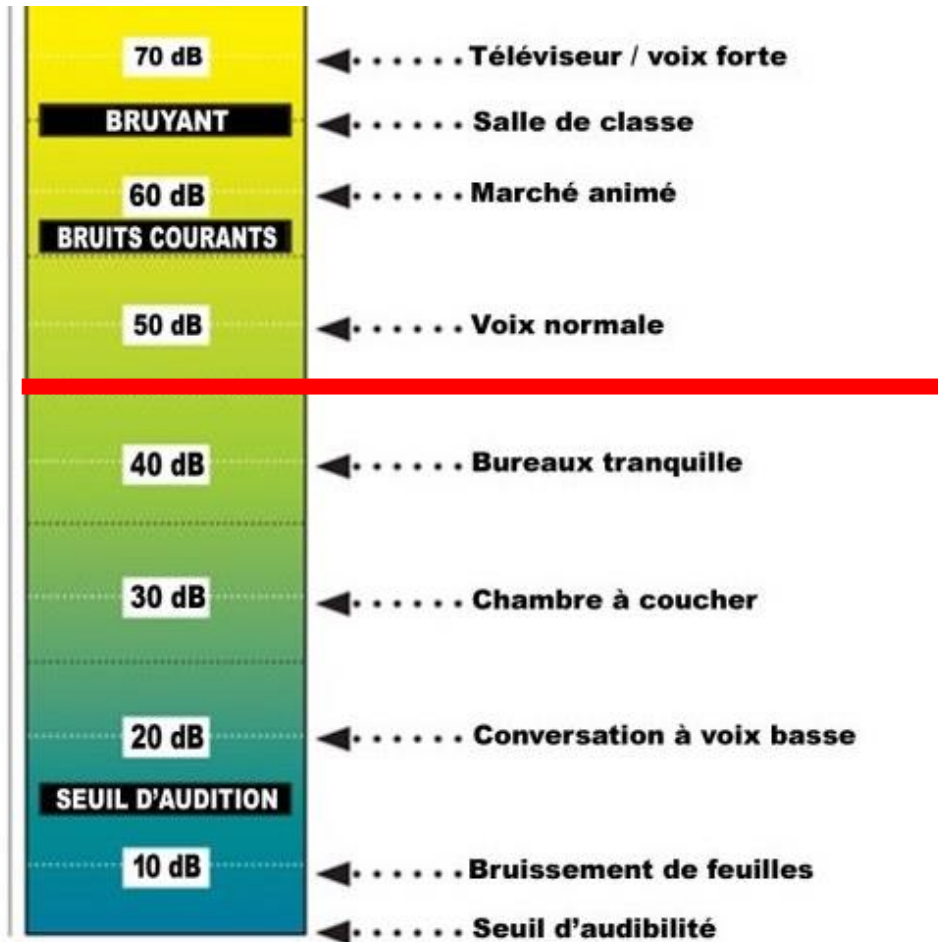 70 dB Téléviseur / voix forte
BRUYANT Salle de classe
60 dB Marché animé
BRUITS COURANTS
50 dB Voix normale
40 dB Bureaux tranquille
30 dB Chambre à coucher
20 dB Conversation à voix basse
SEUIL D'AUDITION
10 dB Bruissement de feuilles
Seuil d'audibilité